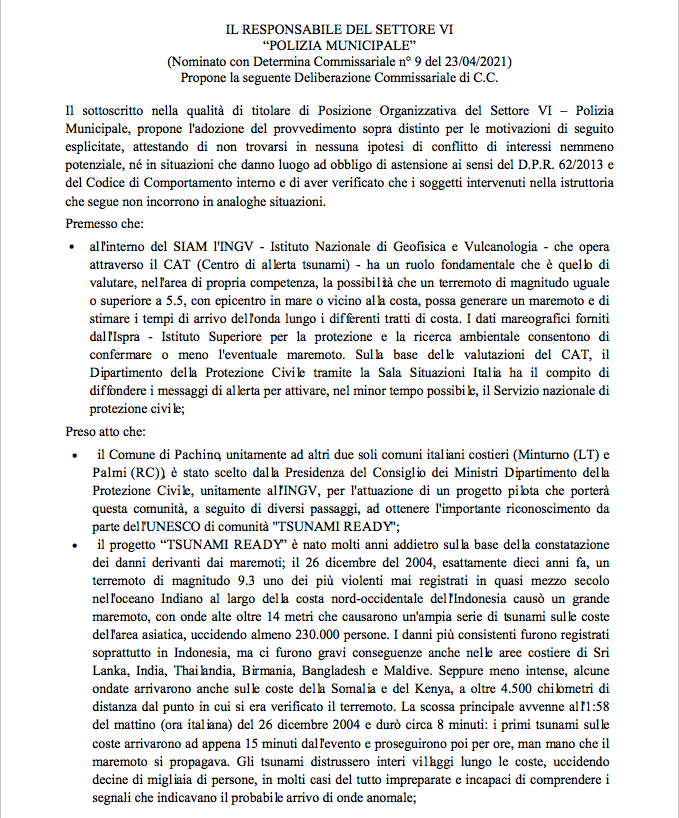 IL RESPONSABILE DEL SETTORE VI
“POLIZIA MUNICIPALE”
(Nominato con Determina Commissariale n° 9 del 23/04/2021)
Propone la seguente Deliberazione Commissariale di C.C.
Il sottoscritto nella qualità di titolare di Posizione Organizzativa del Settore VI – Polizia
Municipale, propone l'adozione del provvedimento sopra distinto per le motivazioni di seguito
esplicitate, attestando di non trovarsi in nessuna ipotesi di conflitto di interessi nemmeno
potenziale, né in situazioni che danno luogo ad obbligo di astensione ai sensi del D.P.R. 62/2013 e
del Codice di Comportamento interno e di aver verificato che i soggetti intervenuti nella istruttoria
che segue non incorrono in analoghe situazioni.
Premesso che:
• all'interno del SIAM l'INGV - Istituto Nazionale di Geofisica e Vulcanologia - che opera
attraverso il CAT (Centro di allerta tsunami) - ha un ruolo fondamentale che è quello di
valutare, nell'area di propria competenza, la possibilità che un terremoto di magnitudo uguale
o superiore a 5.5, con epicentro in mare o vicino alla costa, possa generare un maremoto e di
stimare i tempi di arrivo dell'onda lungo i differenti tratti di costa. I dati mareografici forniti
dall'Ispra - Istituto Superiore per la protezione e la ricerca ambientale consentono di
confermare o meno l'eventuale maremoto. Sulla base delle valutazioni del CAT, il
Dipartimento della Protezione Civile tramite la Sala Situazioni Italia ha il compito di
diffondere i messaggi di allerta per attivare, nel minor tempo possibile, il Servizio nazionale di
protezione civile;
Preso atto che:
• il Comune di Pachino, unitamente ad altri due soli comuni italiani costieri (Minturno (LT) e
Palmi (RC)), è stato scelto dalla Presidenza del Consiglio dei Ministri Dipartimento della
Protezione Civile, unitamente all'INGV, per l'attuazione di un progetto pilota che porterà
questa comunità, a seguito di diversi passaggi, ad ottenere l'importante riconoscimento da
parte dell'UNESCO di comunità "TSUNAMI READY";
• il progetto “TSUNAMI READY” è nato molti anni addietro sulla base della constatazione
dei danni derivanti dai maremoti; il 26 dicembre del 2004, esattamente dieci anni fa, un
terremoto di magnitudo 9.3 uno dei più violenti mai registrati in quasi mezzo secolo
nell'oceano Indiano al largo della costa nord-occidentale dell'Indonesia causò un grande
maremoto, con onde alte oltre 14 metri che causarono un'ampia serie di tsunami sulle coste
dell'area asiatica, uccidendo almeno 230.000 persone. I danni più consistenti furono registrati
soprattutto in Indonesia, ma ci furono gravi conseguenze anche nelle aree costiere di Sri
Lanka, India, Thailandia, Birmania, Bangladesh e Maldive. Seppure meno intense, alcune
ondate arrivarono anche sulle coste della Somalia e del Kenya, a oltre 4.500 chilometri di
distanza dal punto in cui si era verificato il terremoto. La scossa principale avvenne all'1:58
del mattino (ora italiana) del 26 dicembre 2004 e durò circa 8 minuti: i primi tsunami sulle
coste arrivarono ad appena 15 minuti dall'evento e proseguirono poi per ore, man mano che il
maremoto si propagava. Gli tsunami distrussero interi villaggi lungo le coste, uccidendo
decine di migliaia di persone, in molti casi del tutto impreparate e incapaci di comprendere i
segnali che indicavano il probabile arrivo di onde anomale;